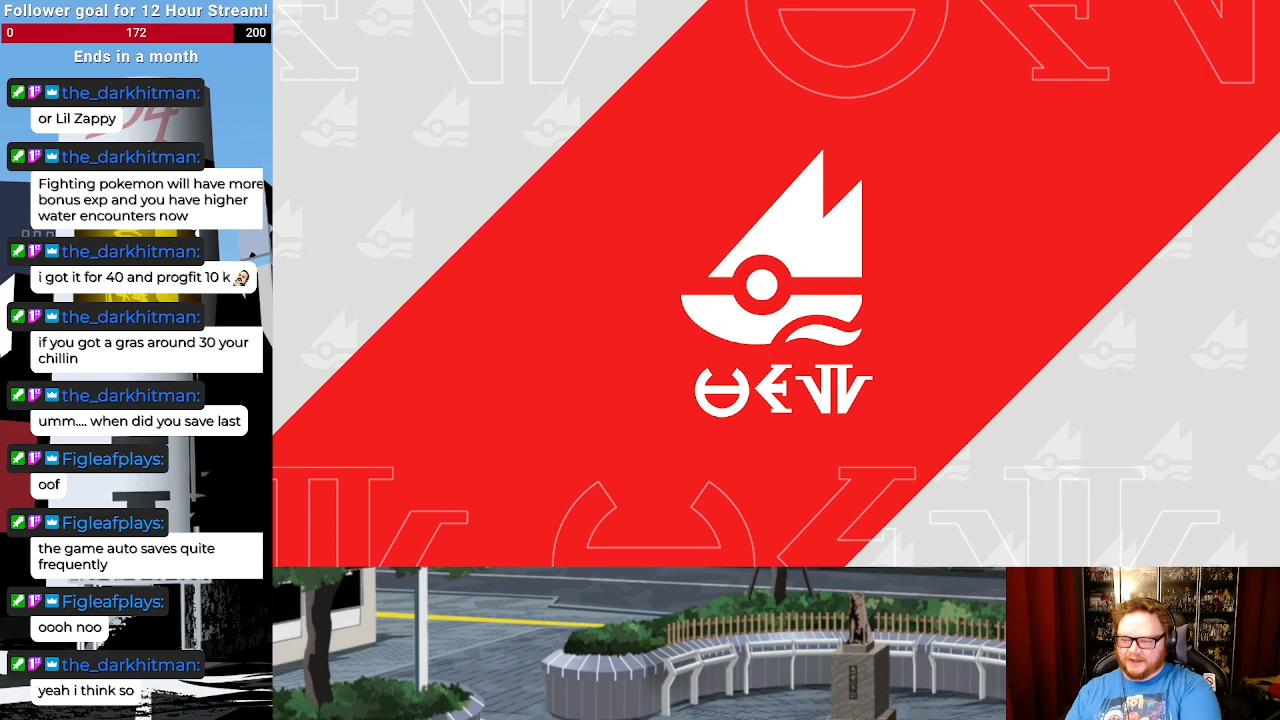 Follower goal for 12 Hour Stream!
0 172 200
Ends in a month
the_darkhitman:
or Lil Zappy
the_darkhitman:
Fighting pokemon will have more
bonus exp and you have higher
water encounters now
the_darkhitman:
i got it for 40 and progfit 10 k
the_darkhitman:
if you got a gras around 30 your
chillin
the_darkhitman:
umm.... when did you save last
Figleafplays:
oof
Figleafplays:
the game auto saves quite
frequently
Figleafplays:
oooh noo
the_darkhitman:
yeah i think so